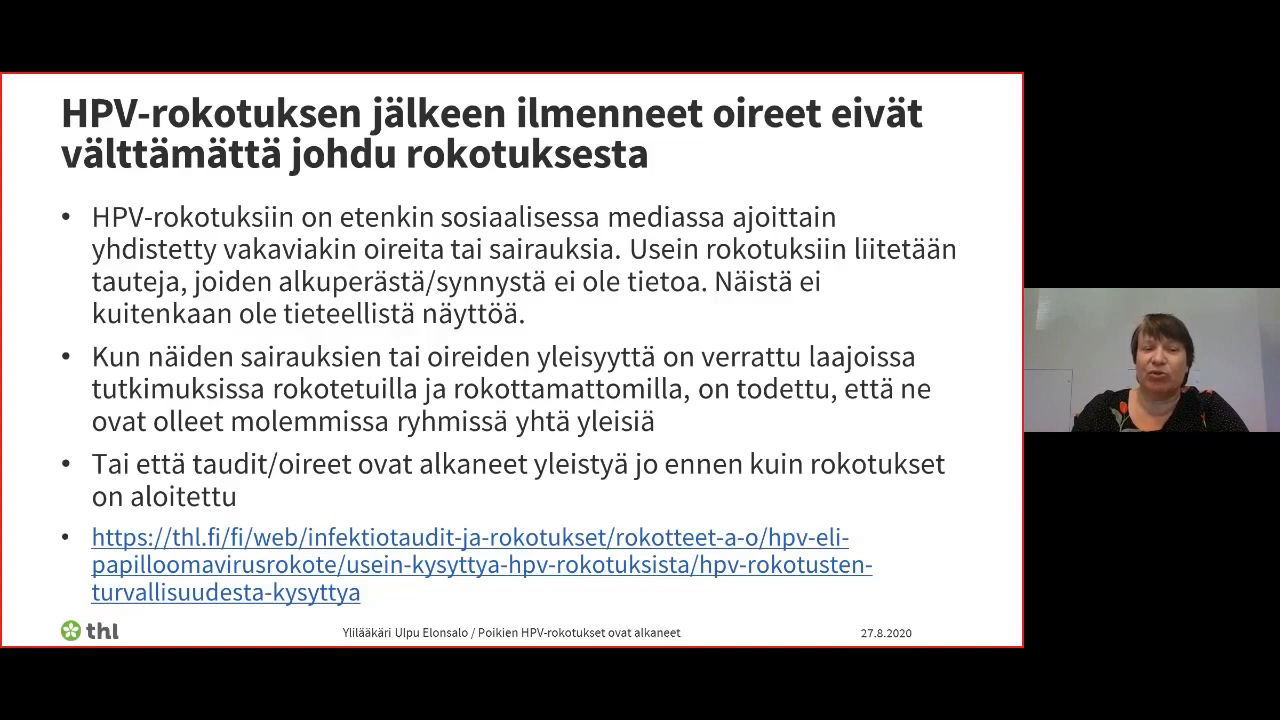 HPV-rokotuksen jälkeen ilmenneet oireet eivät
välttämättä johdu rokotuksesta
• HPV-rokotuksiin on etenkin sosiaalisessa mediassa ajoittain
yhdistetty vakaviakin oireita tai sairauksia. Usein rokotuksiin liitetään
tauteja, joiden alkuperästä/synnystä ei ole tietoa. Näistä ei
kuitenkaan ole tieteellistä näyttöä.
• Kun näiden sairauksien tai oireiden yleisyyttä on verrattu laajoissa
tutkimuksissa rokotetuilla ja rokottamattomilla, on todettu, että ne
ovat olleet molemmissa ryhmissä yhtä yleisiä
• Tai että taudit/oireet ovat alkaneet yleistyä jo ennen kuin rokotukset
on aloitettu
• https://thl.fi/fi/web/infektiotaudit-ja-rokotukset/rokotteet-a-o/hpv-eli-
papilloomavirusrokote/usein-kysyttya-hpv-rokotuksista/hpv-rokotusten-
turvallisuudesta-kysyttya
thl
Ylilääkäri Ulpu Elonsalo / Poikien HPV-rokotukset ovat alkaneet
27.8.2020